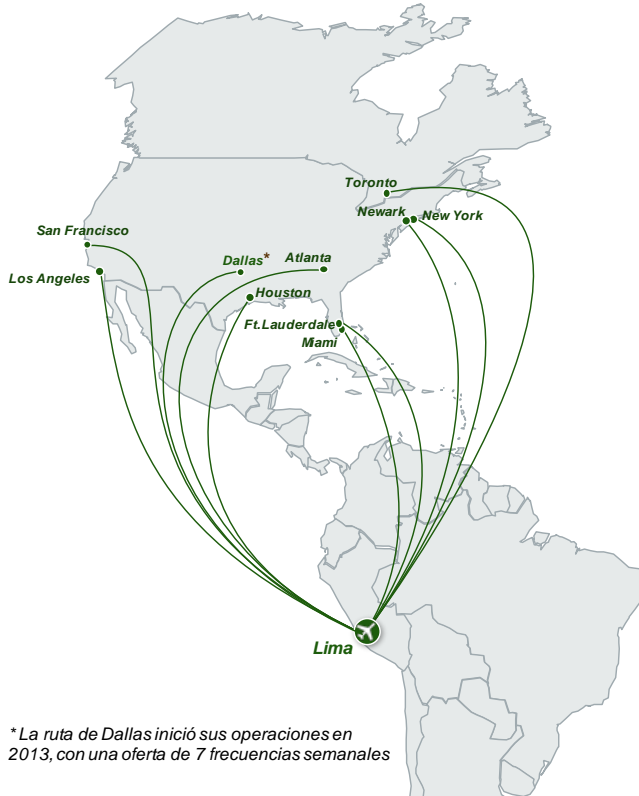 Toronto
Newark
New York
San Francisco
Dallas*
Atlanta
Los Angeles
Houston
Ft.Lauderdale
Miami
Lima
* La ruta de Dallas inició sus operaciones en
2013, con una oferta de 7 frecuencias semanales